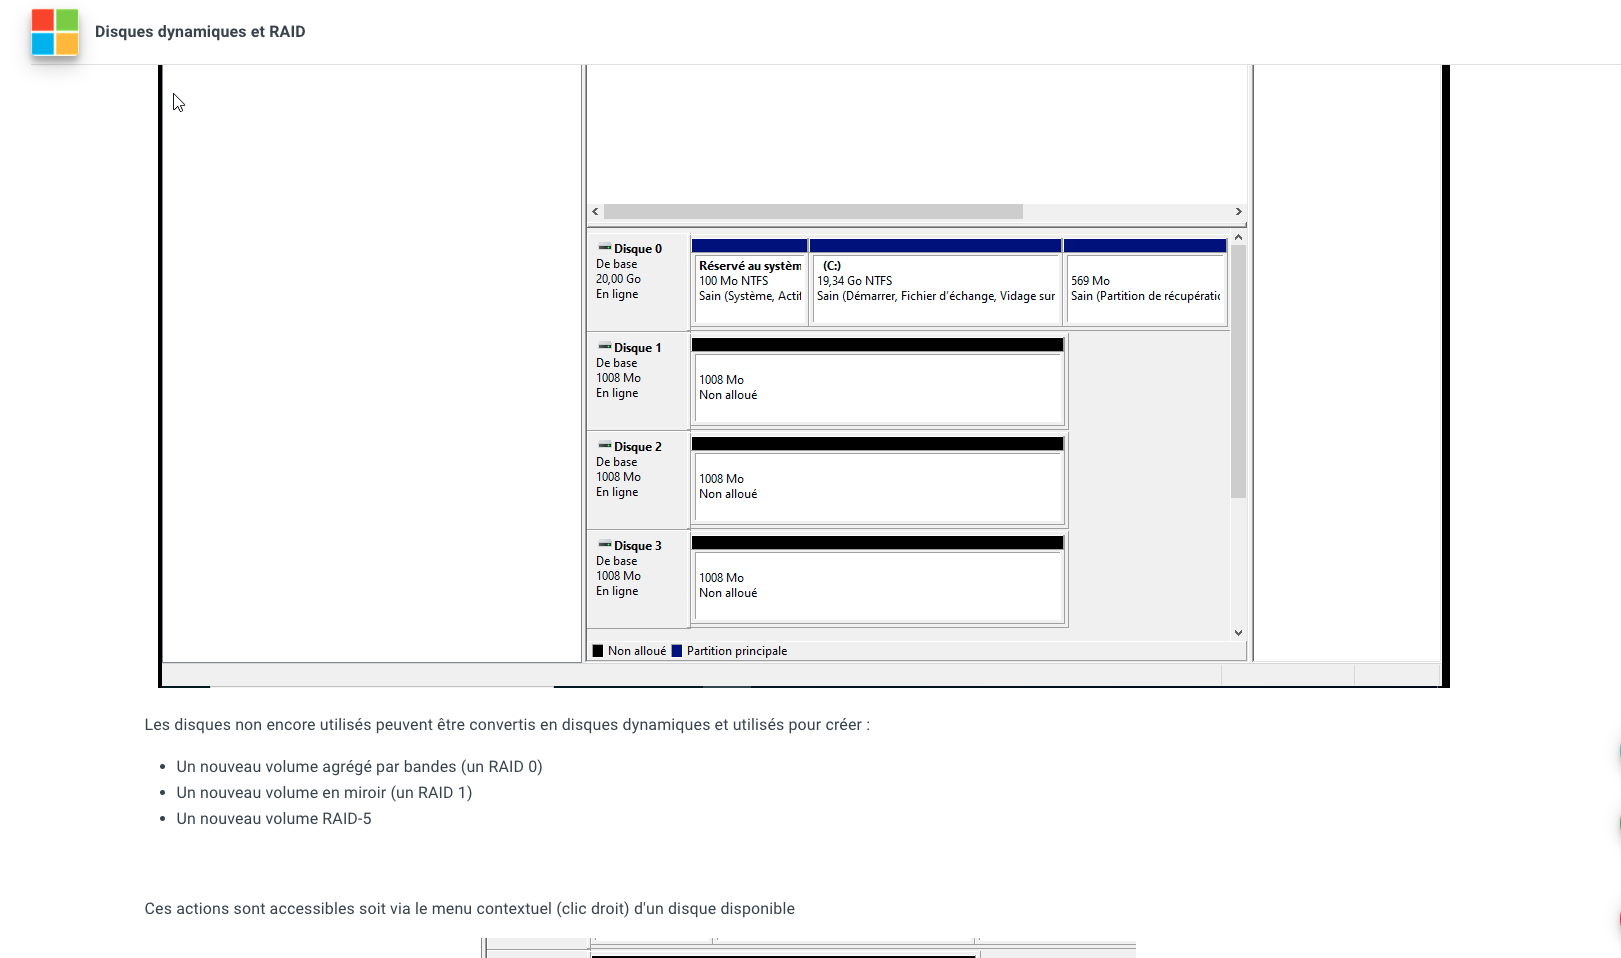 Disques dynamiques et RAID
Disque 0
De base
20,00 Go
En ligne
Réservé au systèm
100 Mo NTFS
Sain (Système, Actif
(C:)
19,34 Go NTFS
Sain (Démarrer, Fichier d'échange, Vidage sur
569 Mo
Sain (Partition de récupératic
Disque 1
De base
1008 Mo
En ligne
1008 Mo
Non alloué
Disque 2
De base
1008 Mo
En ligne
1008 Mo
Non alloué
Disque 3
De base
1008 Mo
En ligne
1008 Mo
Non alloué
Non alloué Partition principale
Les disques non encore utilisés peuvent être convertis en disques dynamiques et utilisés pour créer :
• Un nouveau volume agrégé par bandes (un RAID 0)
• Un nouveau volume en miroir (un RAID 1)
• Un nouveau volume RAID-5
Ces actions sont accessibles soit via le menu contextuel (clic droit) d'un disque disponible